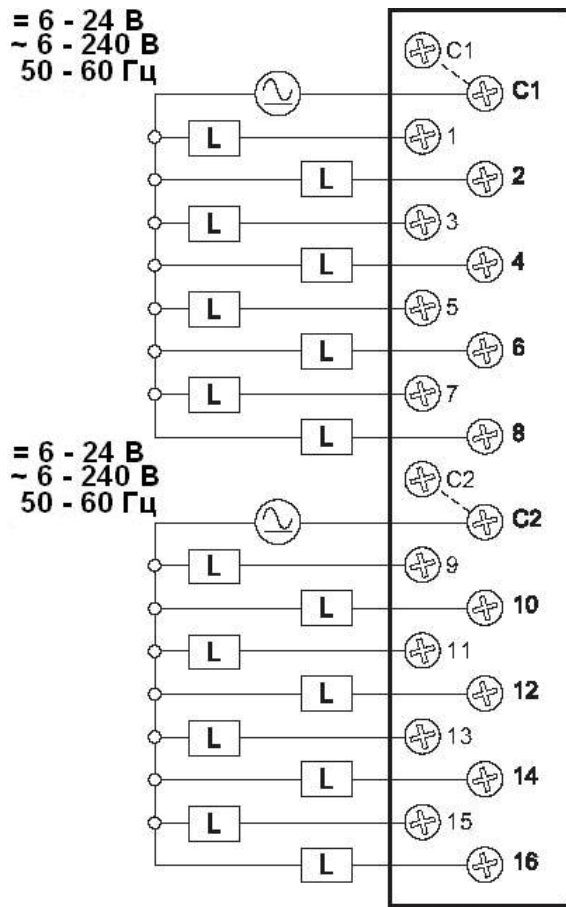 = 6 - 24 В
~ 6 - 240 В
50 - 60 Гц
C1
C1
L 1
L 2
L 3
L 4
L 5
L 6
L 7
L 8
= 6 - 24 В
~ 6 - 240 В
50 - 60 Гц
C2
C2
L 9
L 10
L 11
L 12
L 13
L 14
L 15
L 16